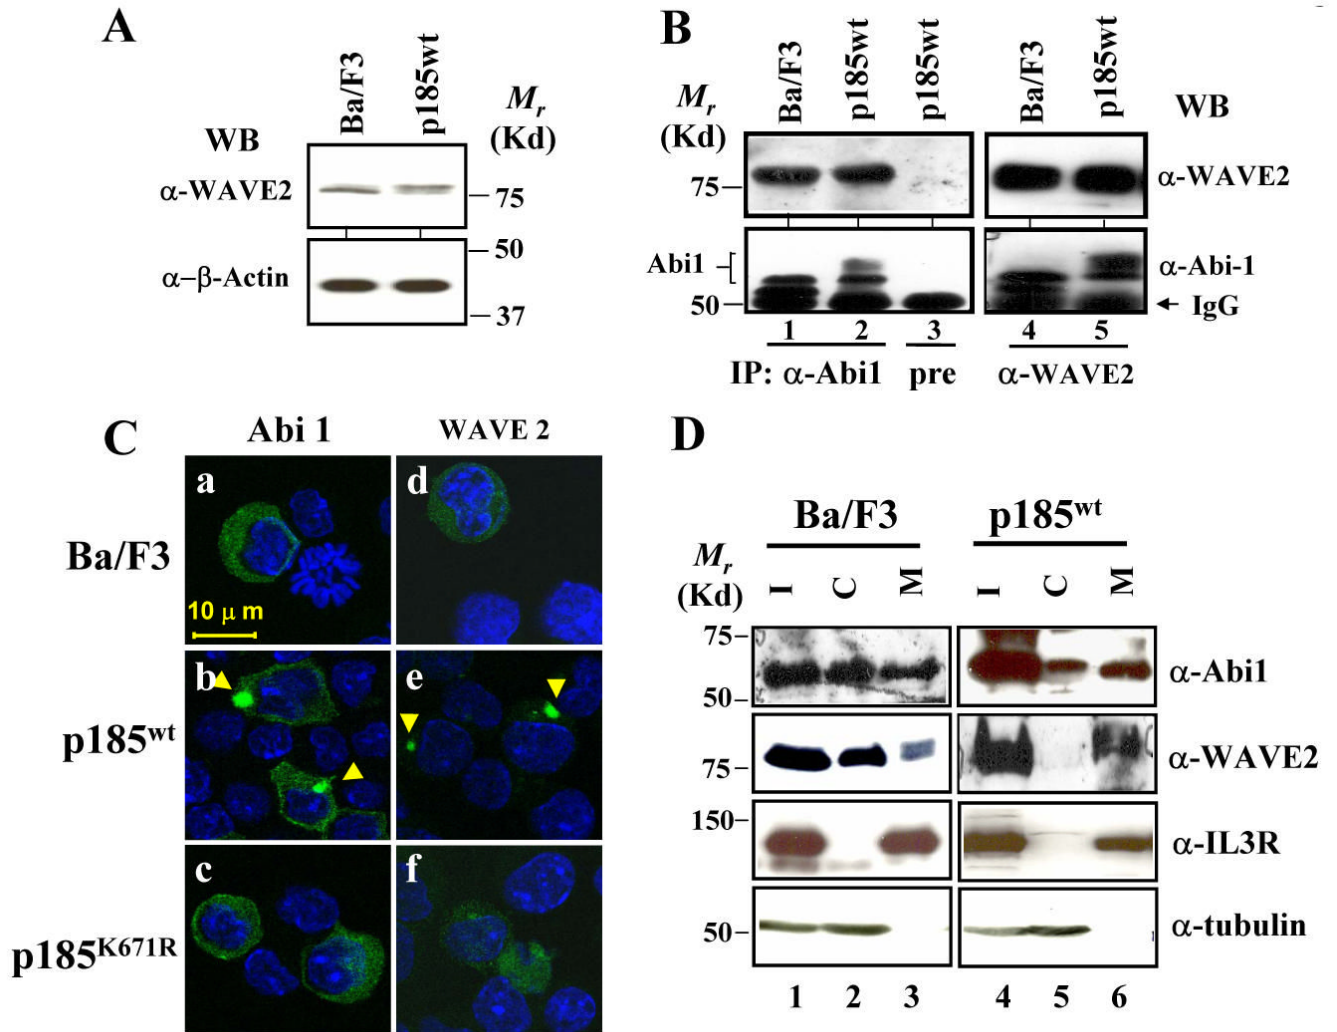 A
Ba/F3
p185wt
Mr
(Kd)
WB
α-WAVE2
75
50
α-β-Actin
37
B
Ba/F3
p185wt
p185wt
Ba/F3
p185wt
Mr
(Kd)
WB
75
α-WAVE2
Abi1
α-Abi-1
50
IgG
1 2 3 4 5
IP: α-Abi1 pre α-WAVE2
C
Abi 1
WAVE 2
a
d
Ba/F3
10 μ m
b
e
p185wt
c
f
p185K671R
D
Ba/F3
p185wt
Mr
(Kd)
I C M I C M
75
α-Abi1
50
α-WAVE2
75
150
α-IL3R
50
α-tubulin
1 2 3 4 5 6